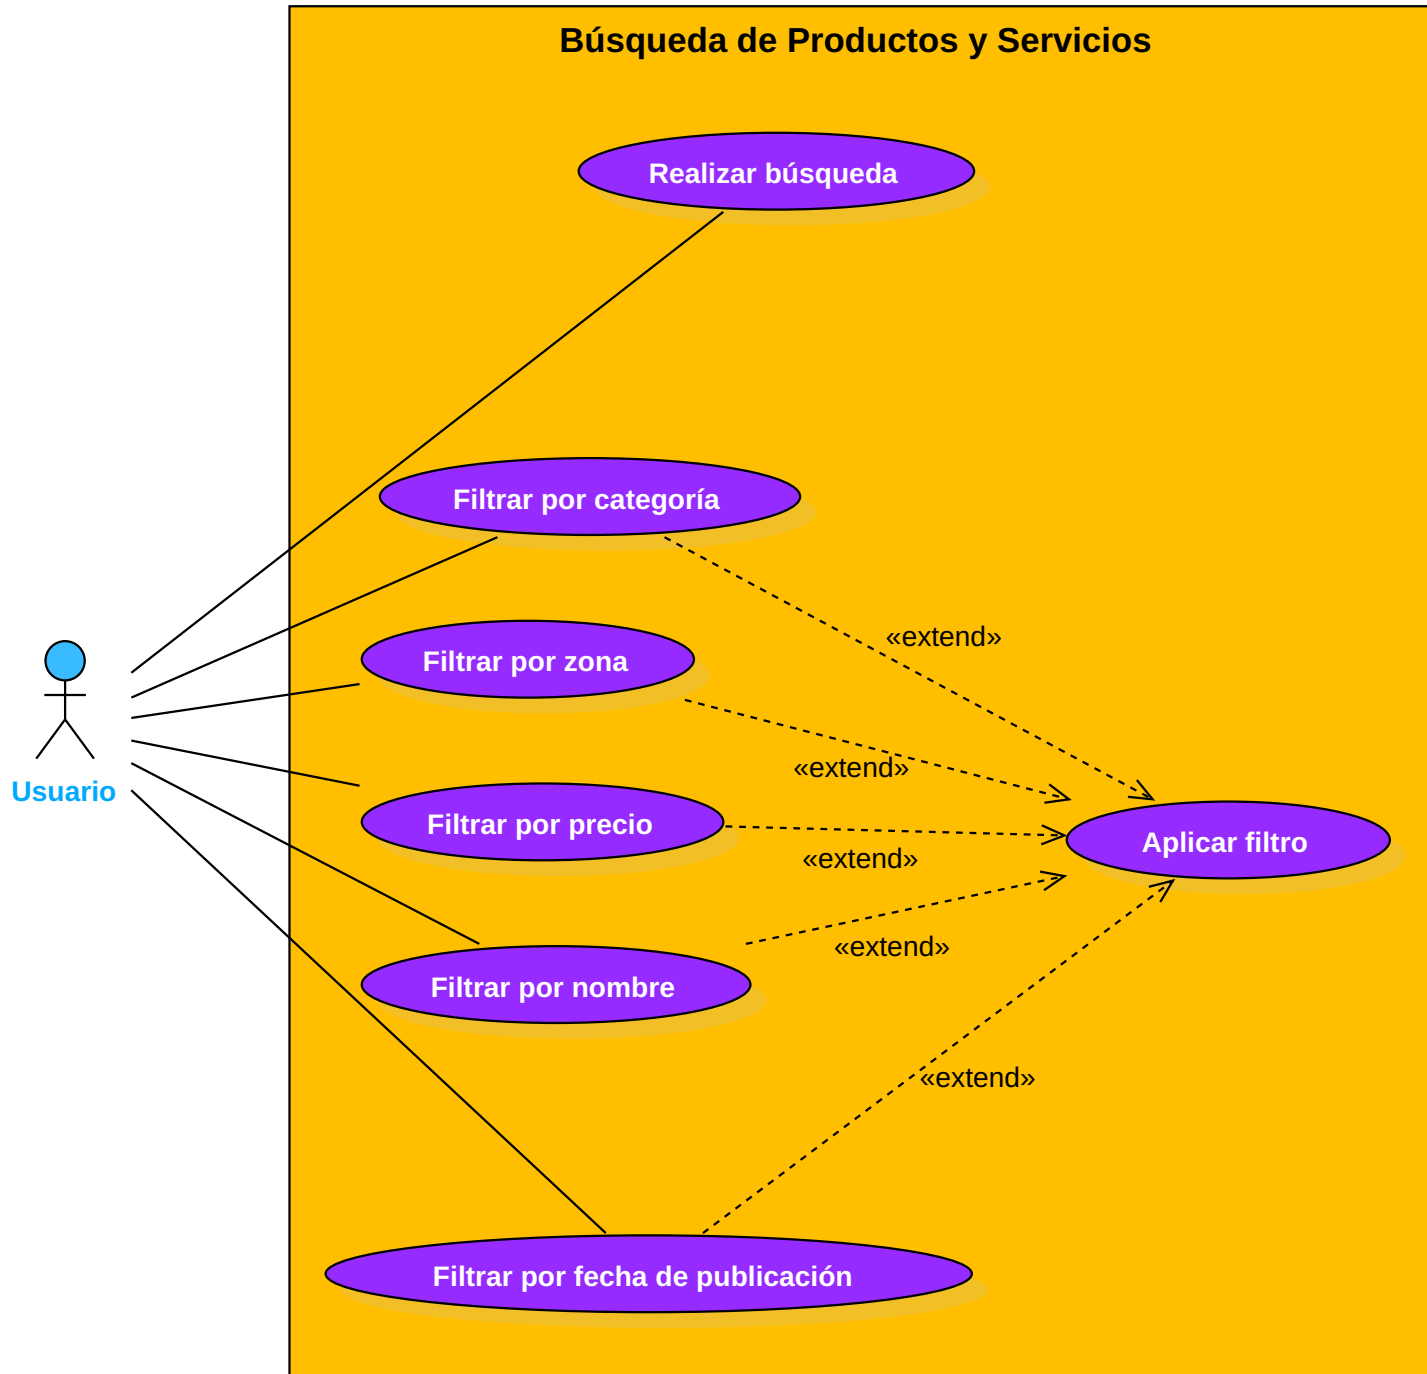 Búsqueda de Productos y Servicios
Realizar búsqueda
Filtrar por categoría
«extend»
Filtrar por zona
«extend»
Usuario
Filtrar por precio
Aplicar filtro
«extend»
«extend»
Filtrar por nombre
«extend»
Filtrar por fecha de publicación